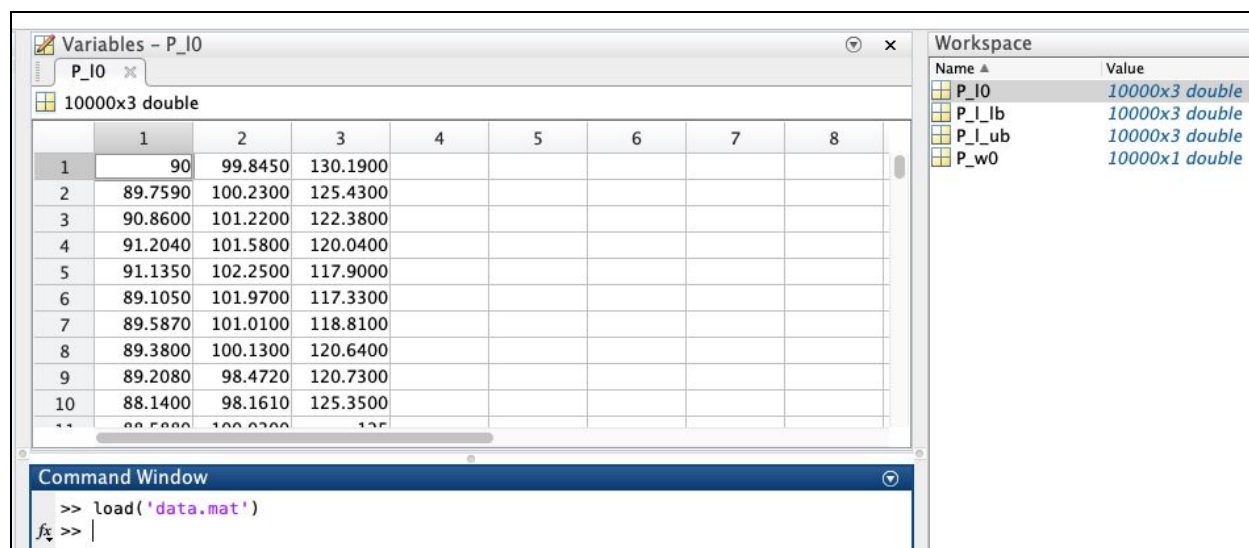 Variables - P_l0
P_l0
10000x3 double
1 2 3 4 5 6 7 8
1 90 99.8450 130.1900
2 89.7590 100.2300 125.4300
3 90.8600 101.2200 122.3800
4 91.2040 101.5800 120.0400
5 91.1350 102.2500 117.9000
6 89.1050 101.9700 117.3300
7 89.5870 101.0100 118.8100
8 89.3800 100.1300 120.6400
9 89.2080 98.4720 120.7300
10 88.1400 98.1610 125.3500
Command Window
>> load('data.mat')
fx >>
Workspace
Name Value
P_l0 10000x3 double
P_l_lb 10000x3 double
P_l_ub 10000x3 double
P_w0 10000x1 double